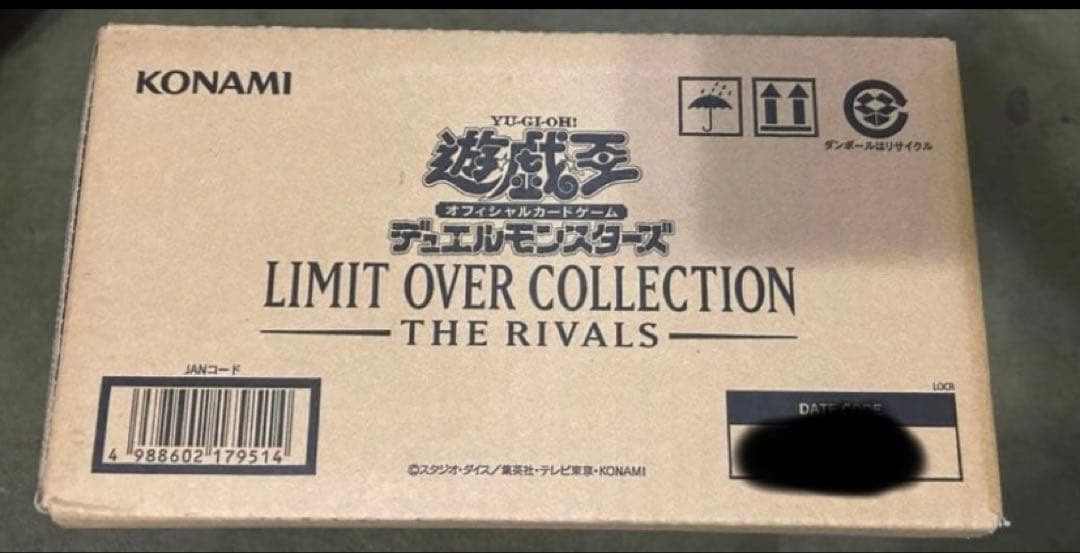 KONAMI
ダンボールはリサイクル
YU-GI-OH!
遊戯王
オフィシャルカードゲーム
デュエルモンスターズ
LIMIT OVER COLLECTION
THE RIVALS
JANコード
4 988602 179514
LOCR
DATE CODE
©スタジオ・ダイス/集英社・テレビ東京・KONAMI